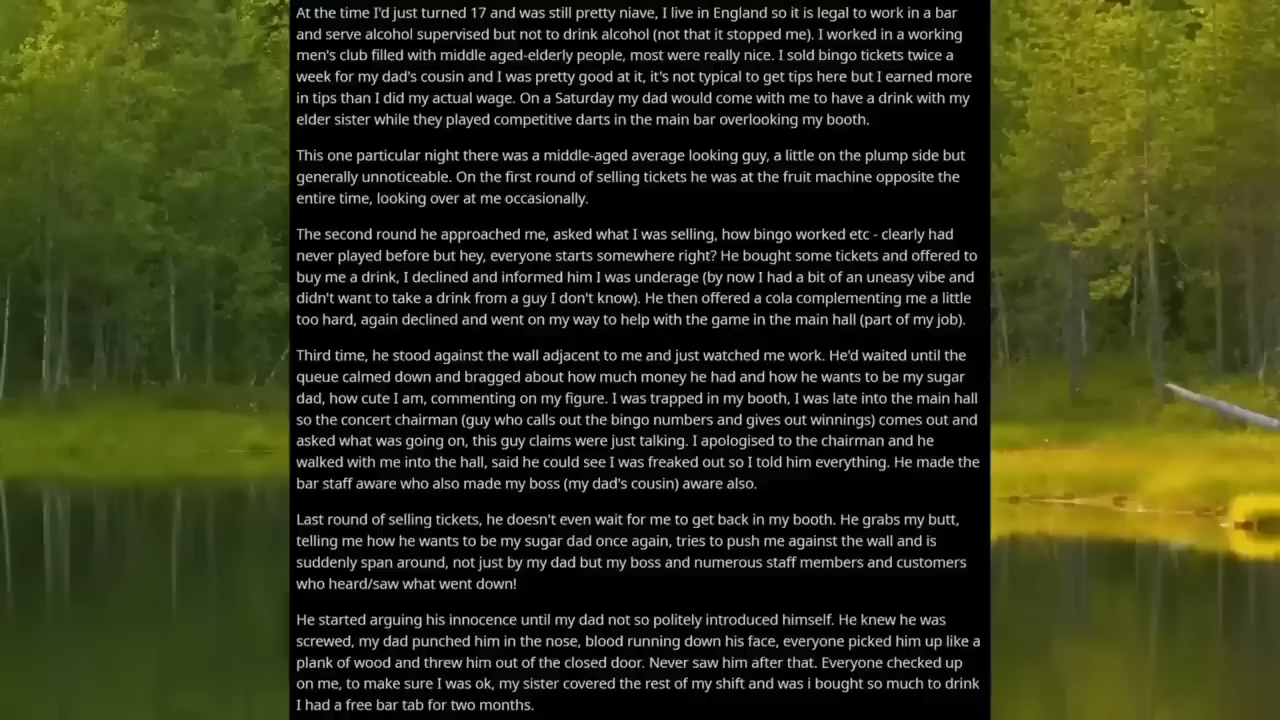 At the time I'd just turned 17 and was still pretty niave, I live in England so it is legal to work in a bar
and serve alcohol supervised but not to drink alcohol (not that it stopped me). I worked in a working
men's club filled with middle aged-elderly people, most were really nice. I sold bingo tickets twice a
week for my dad's cousin and I was pretty good at it, it's not typical to get tips here but I earned more
in tips than I did my actual wage. On a Saturday my dad would come with me to have a drink with my
elder sister while they played competitive darts in the main bar overlooking my booth.
This one particular night there was a middle-aged average looking guy, a little on the plump side but
generally unnoticeable. On the first round of selling tickets he was at the fruit machine opposite the
entire time, looking over at me occasionally.
The second round he approached me, asked what I was selling, how bingo worked etc - clearly had
never played before but hey, everyone starts somewhere right? He bought some tickets and offered to
buy me a drink, I declined and informed him I was underage (by now I had a bit of an uneasy vibe and
didn't want to take a drink from a guy I don't know). He then offered a cola complementing me a little
too hard, again declined and went on my way to help with the game in the main hall (part of my job).
Third time, he stood against the wall adjacent to me and just watched me work. He'd waited until the
queue calmed down and bragged about how much money he had and how he wants to be my sugar
dad, how cute I am, commenting on my figure. I was trapped in my booth, I was late into the main hall
so the concert chairman (guy who calls out the bingo numbers and gives out winnings) comes out and
asked what was going on, this guy claims were just talking. I apologised to the chairman and he
walked with me into the hall, said he could see I was freaked out so I told him everything. He made the
bar staff aware who also made my boss (my dad's cousin) aware also.
Last round of selling tickets, he doesn't even wait for me to get back in my booth. He grabs my butt,
telling me how he wants to be my sugar dad once again, tries to push me against the wall and is
suddenly span around, not just by my dad but my boss and numerous staff members and customers
who heard/saw what went down!
He started arguing his innocence until my dad not so politely introduced himself. He knew he was
screwed, my dad punched him in the nose, blood running down his face, everyone picked him up like a
plank of wood and threw him out of the closed door. Never saw him after that. Everyone checked up
on me, to make sure I was ok, my sister covered the rest of my shift and was i bought so much to drink
I had a free bar tab for two months.